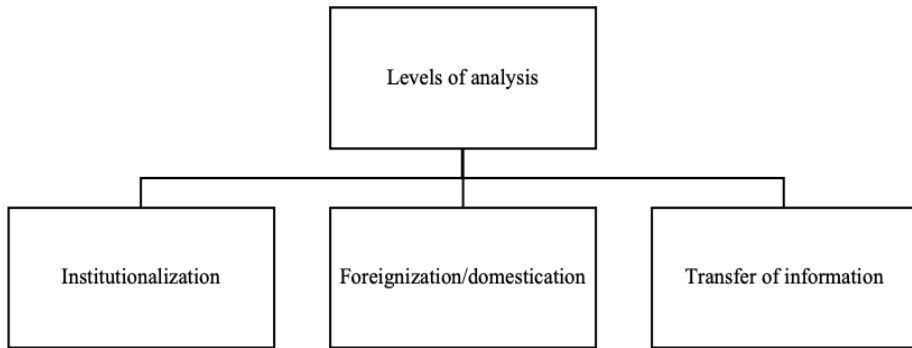 Levels of analysis
Institutionalization
Foreignization/domestication
Transfer of information